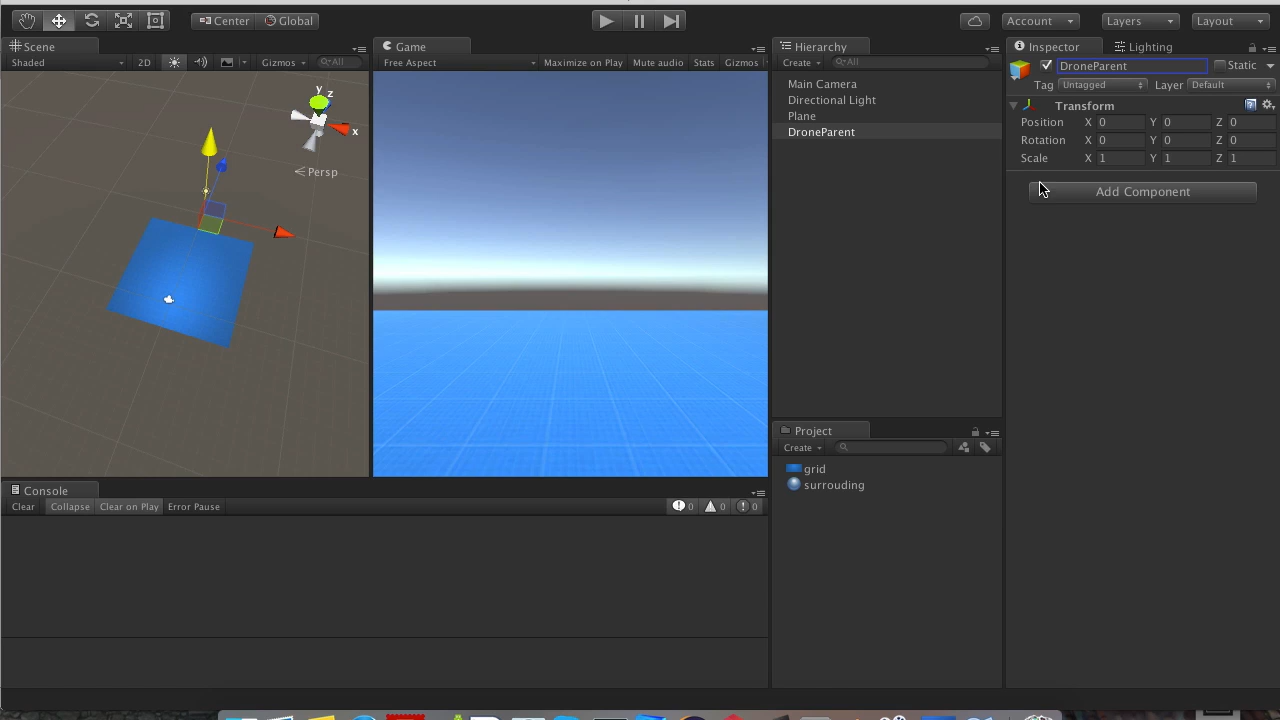 Center Global Account Layers Layout
Scene Game Hierarchy Inspector Lighting
Shaded 2D Gizmos All Free Aspect Maximize on Play Stats Mute audio Gizmos Create All DroneParent Static
Tag Untagged Layer Default
Main Camera
Directional Light
Plane
DroneParent
Transform
Position X 0 Y 0 Z 0
Rotation X 0 Y 0 Z 0
Scale X 1 Y 1 Z 1
Add Component
y z
x
Persp
Project
Create
grid
surrouding
Console
Clear Collapse Clear on Play Error Pause 0 0 0